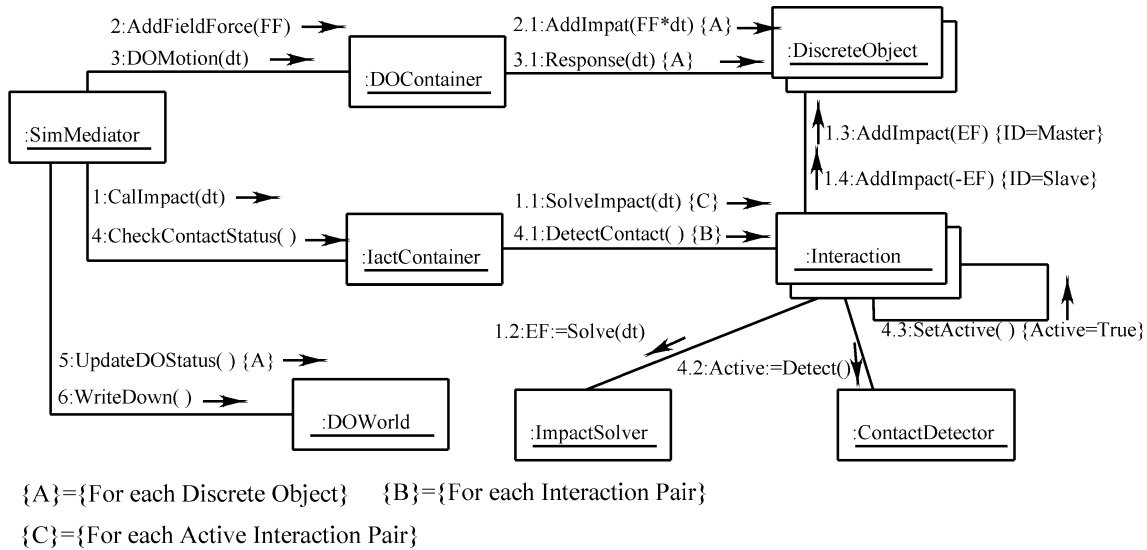 2:AddFieldForce(FF)
3:DOMotion(dt)
:DOContainer
2.1:AddImpat(FF*dt) {A}
3.1:Response(dt) {A}
:DiscreteObject
:SimMediator
1.3:AddImpact(EF) {ID=Master}
1.4:AddImpact(-EF) {ID=Slave}
1:CalImpact(dt)
4:CheckContactStatus( )
:IactContainer
1.1:SolveImpact(dt) {C}
4.1:DetectContact( ) {B}
:Interaction
1.2:EF:=Solve(dt)
4.3:SetActive( ) {Active=True}
4.2:Active:=Detect()
5:UpdateDOStatus( ) {A}
6:WriteDown( )
:DOWorld
:ImpactSolver
:ContactDetector
{A}={For each Discrete Object}
{B}={For each Interaction Pair}
{C}={For each Active Interaction Pair}